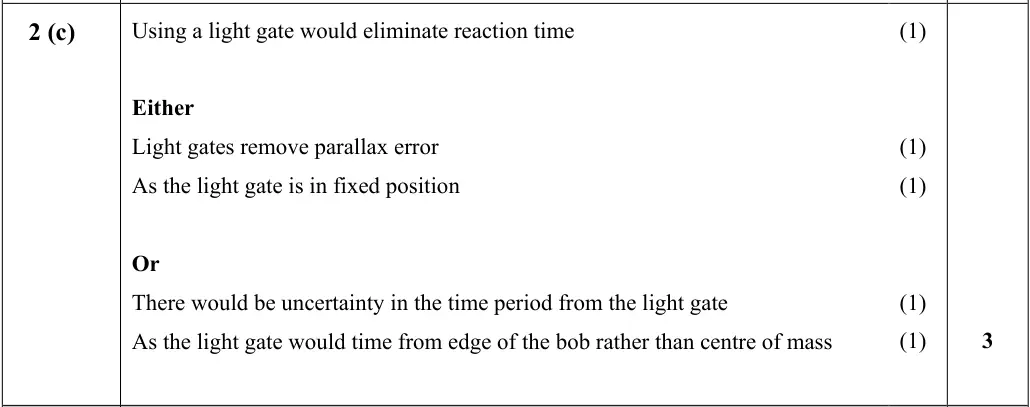 2 (c) Using a light gate would eliminate reaction time (1)
Either
Light gates remove parallax error (1)
As the light gate is in fixed position (1)
Or
There would be uncertainty in the time period from the light gate (1)
As the light gate would time from edge of the bob rather than centre of mass (1) 3